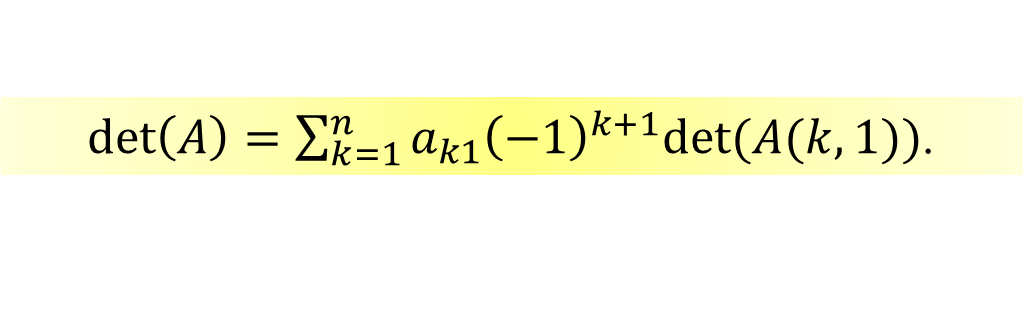 det(𝐴) = ∑ₖ₌₁ⁿ 𝑎ₖ₁(−1)ᵏ⁺¹det(𝐴(𝑘, 1)).